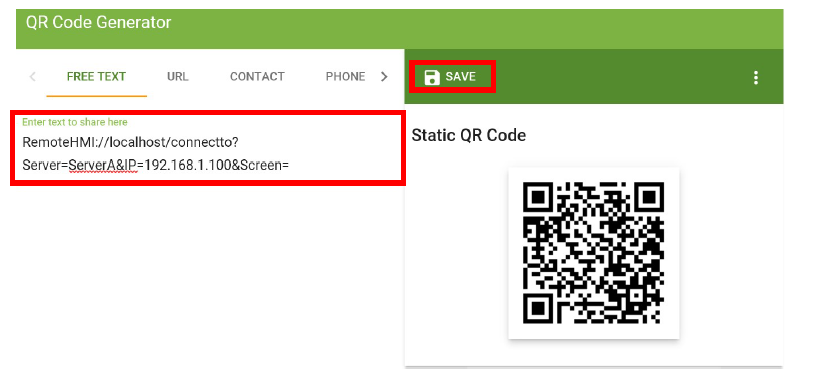 QR Code Generator
FREE TEXT URL CONTACT PHONE
SAVE
Enter text to share here
RemoteHMI://localhost/connectto?
Server=ServerA&IP=192.168.1.100&Screen=
Static QR Code